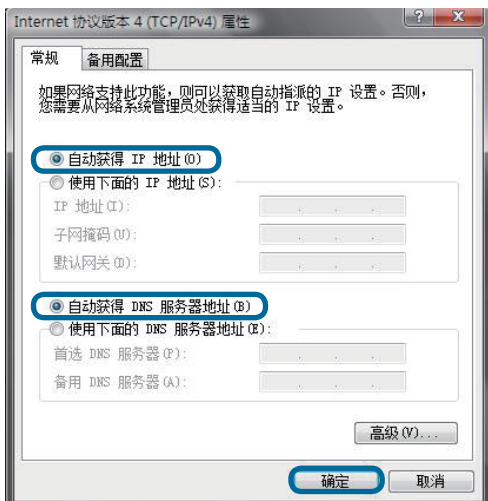 Internet 协议版本 4 (TCP/IPv4) 属性
常规
备用配置
如果网络支持此功能，则可以获取自动指派的 IP 设置。否则，
您需要从网络系统管理员处获得适当的 IP 设置。
自动获得 IP 地址(O)
使用下面的 IP 地址(S):
IP 地址(I):
子网掩码(U):
默认网关(D):
自动获得 DNS 服务器地址(B)
使用下面的 DNS 服务器地址(E):
首选 DNS 服务器(P):
备用 DNS 服务器(A):
高级(V)...
确定
取消